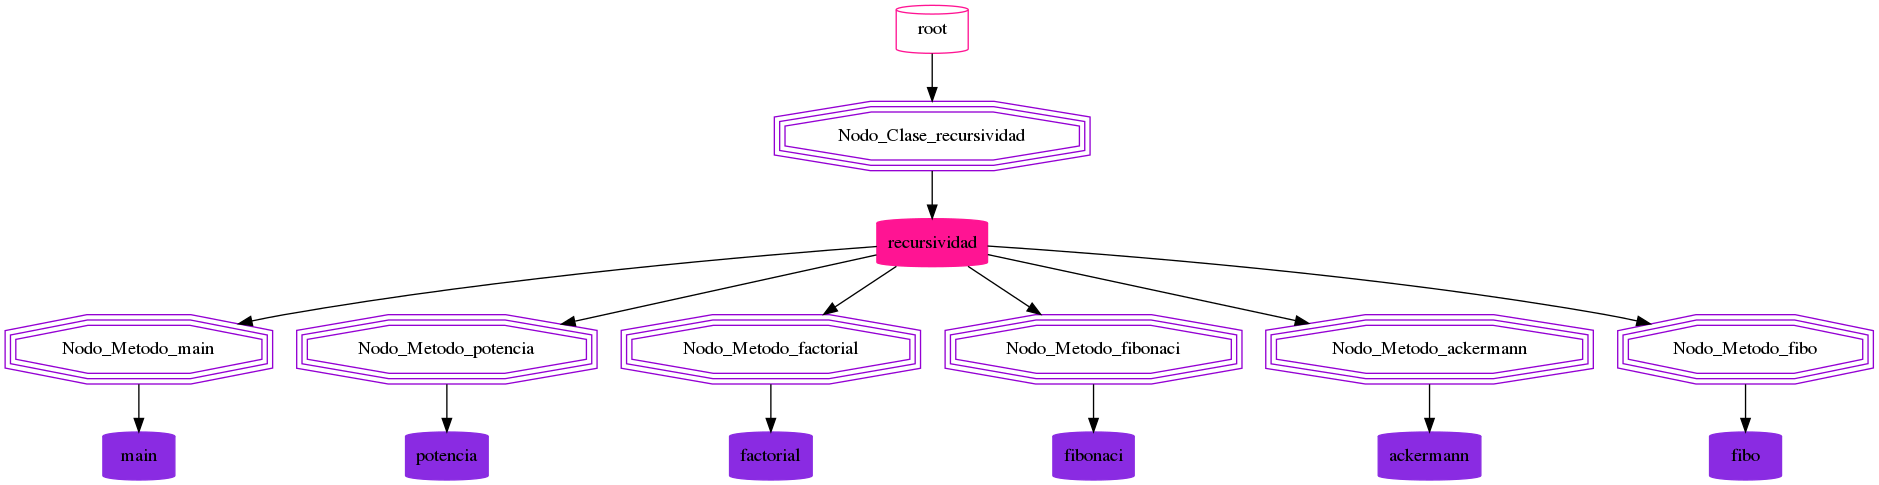 root
Nodo_Clase_recursividad
recursividad
Nodo_Metodo_main
Nodo_Metodo_potencia
Nodo_Metodo_factorial
Nodo_Metodo_fibonaci
Nodo_Metodo_ackermann
Nodo_Metodo_fibo
main
potencia
factorial
fibonaci
ackermann
fibo